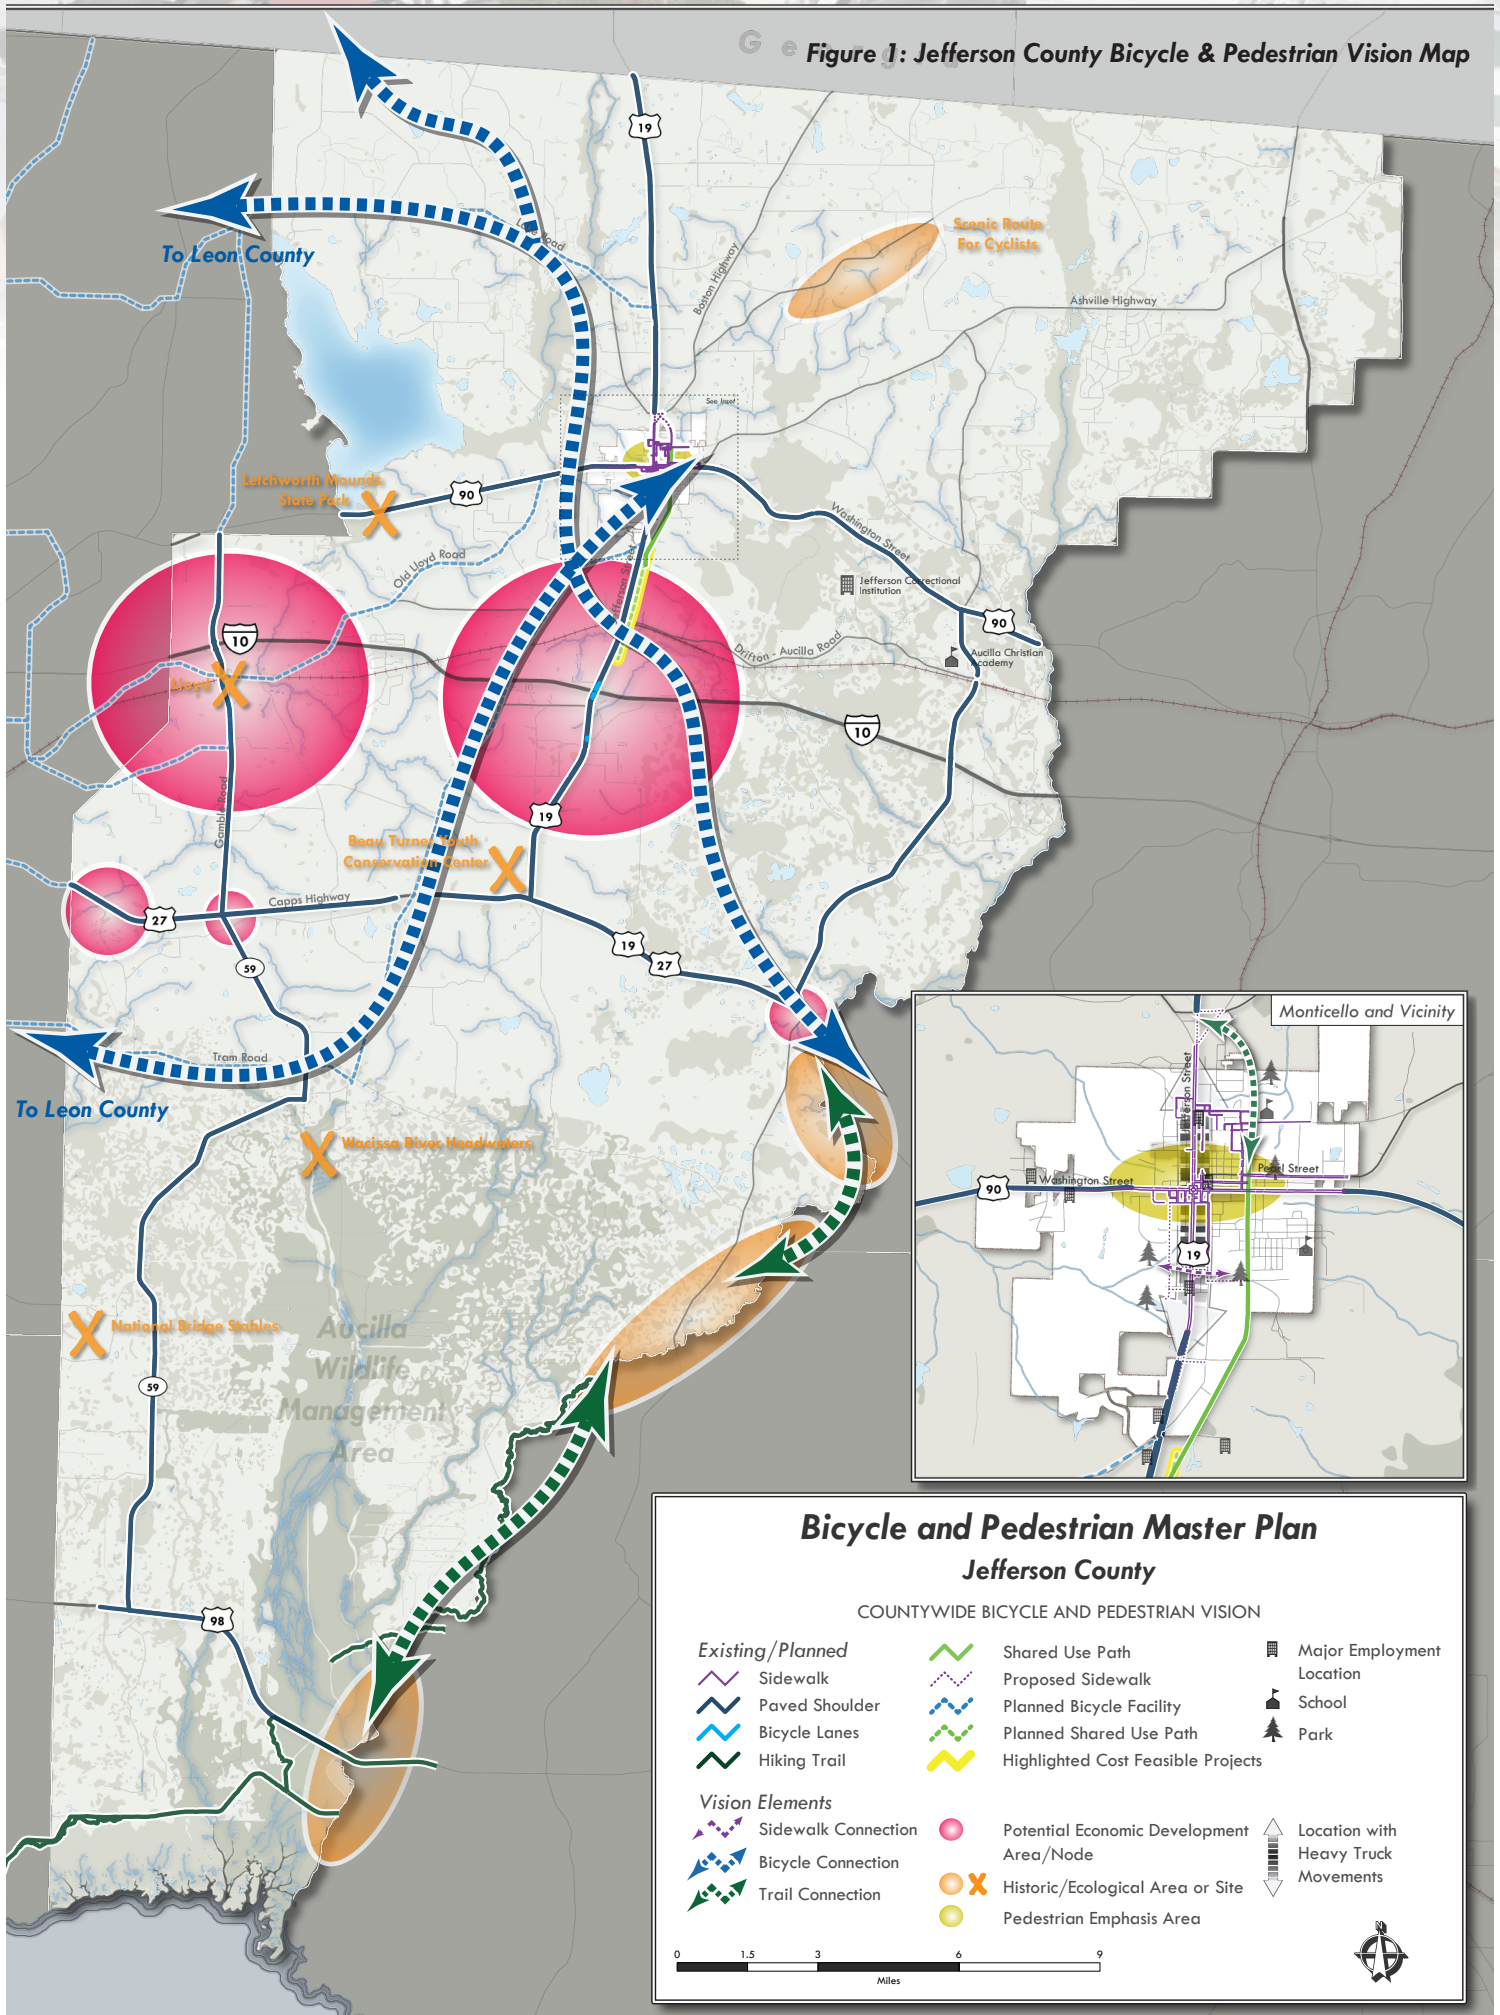 Georgia
Figure 1: Jefferson County Bicycle & Pedestrian Vision Map
19
Scenic Route
For Cyclists
To Leon County
Lake Road
Boston Highway
Ashville Highway
See Inset
Letchworth Mounds
State Park
90
Washington Street
Old Lloyd Road
Jefferson Street
Jefferson Correctional
Institution
90
10
Drifton - Aucilla Road
Aucilla Christian
Academy
Lloyd
10
Gamble Road
19
Beau Turner Youth
Conservation Center
Capps Highway
27
19
27
59
Tram Road
To Leon County
Wacissa River Headwaters
National Bridge Stables
Aucilla
Wildlife
Management
Area
59
98
Monticello and Vicinity
Jefferson Street
Pearl Street
Washington Street
90
19
Bicycle and Pedestrian Master Plan
Jefferson County
COUNTYWIDE BICYCLE AND PEDESTRIAN VISION
Existing/Planned
Sidewalk
Paved Shoulder
Bicycle Lanes
Hiking Trail
Shared Use Path
Proposed Sidewalk
Planned Bicycle Facility
Planned Shared Use Path
Highlighted Cost Feasible Projects
Major Employment
Location
School
Park
Vision Elements
Sidewalk Connection
Bicycle Connection
Trail Connection
Potential Economic Development
Area/Node
Historic/Ecological Area or Site
Pedestrian Emphasis Area
Location with
Heavy Truck
Movements
0 1.5 3 6 9
Miles
N